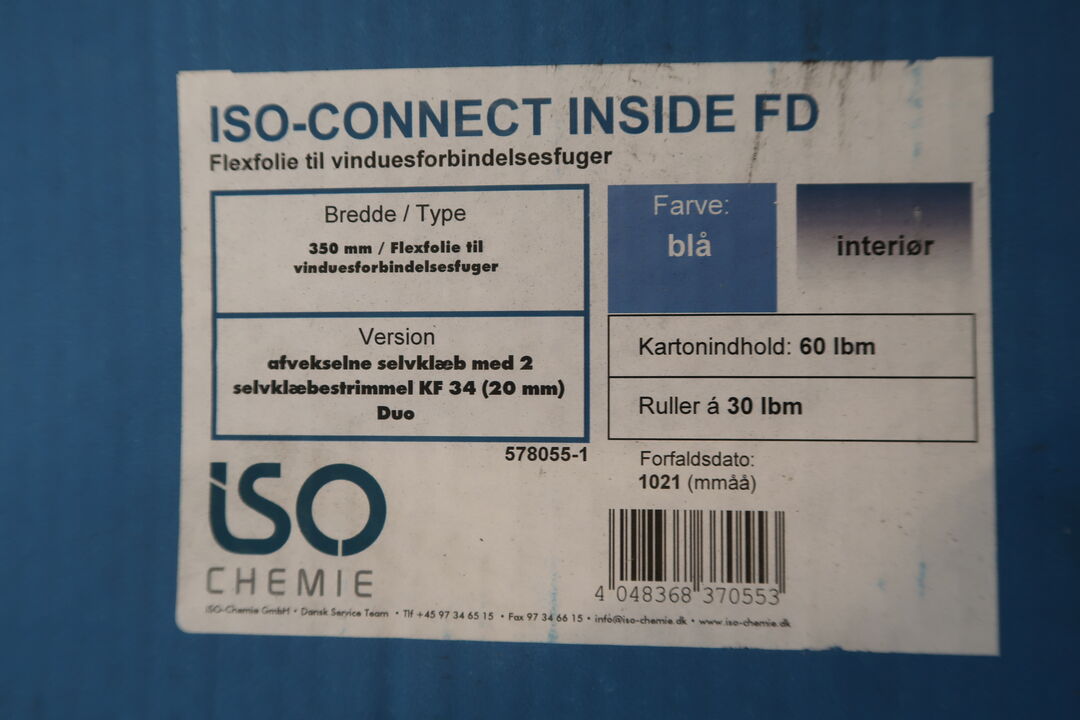 ISO-CONNECT INSIDE FD
Flexfolie til vinduesforbindelsesfuger
Bredde / Type
350 mm / Flexfolie til
vinduesforbindelsesfuger
Farve:
blå
interiør
Version
afvekselne selvklæb med 2
selvklæbestrimmel KF 34 (20 mm)
Duo
Kartonindhold: 60 lbm
Ruller á 30 lbm
578055-1
Forfaldsdato:
1021 (mmåå)
iSO
CHEMIE
4 048368 370553
ISO-Chemie GmbH • Dansk Service Team • Tlf +45 97 34 65 15 • Fax 97 34 66 15 • info@iso-chemie.dk • www.iso-chemie.dk